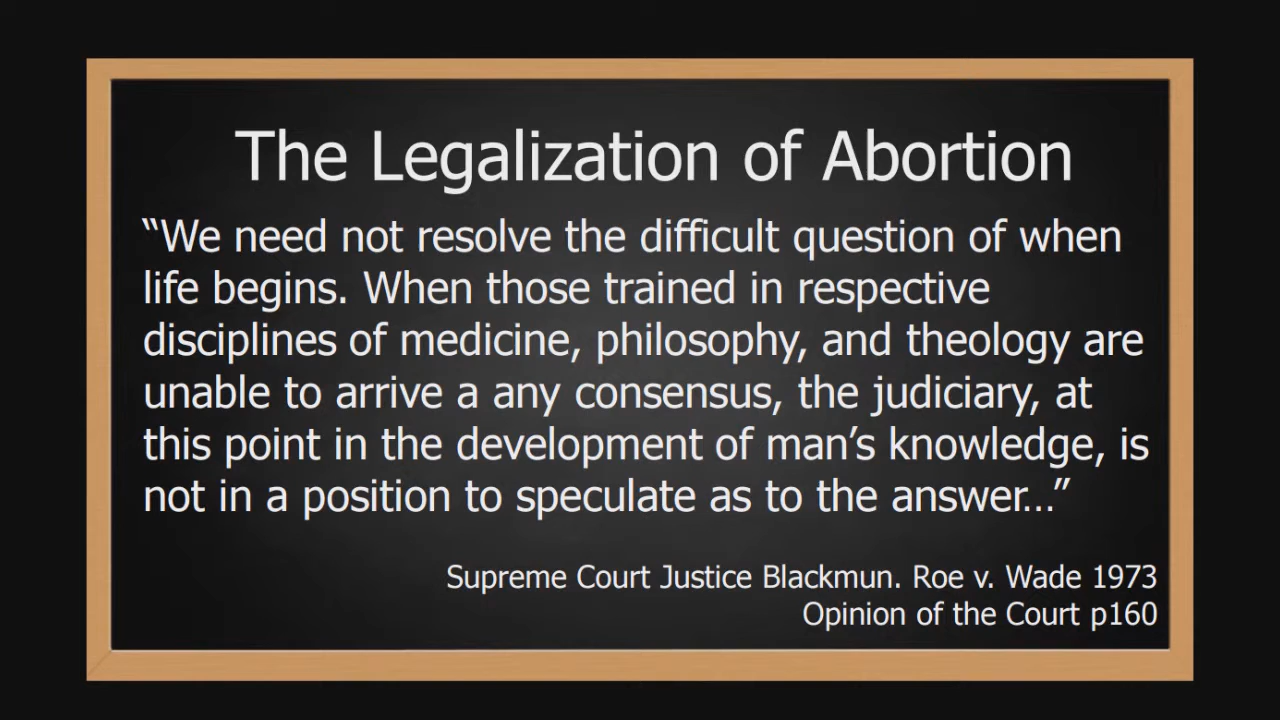 The Legalization of Abortion
“We need not resolve the difficult question of when
life begins. When those trained in respective
disciplines of medicine, philosophy, and theology are
unable to arrive a any consensus, the judiciary, at
this point in the development of man’s knowledge, is
not in a position to speculate as to the answer…”
Supreme Court Justice Blackmun. Roe v. Wade 1973
Opinion of the Court p160